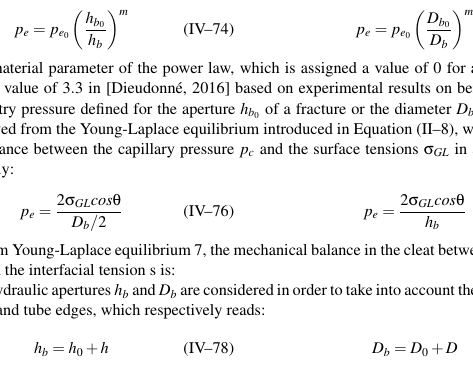 p_e = p_{e_0} (h_{b_0} / h_b)^m (IV–74) p_e = p_{e_0} (D_{b_0} / D_b)^m
material parameter of the power law, which is assigned a value of 0 for a
value of 3.3 in [Dieudonné, 2016] based on experimental results on be
try pressure defined for the aperture h_{b_0} of a fracture or the diameter D_b
ved from the Young-Laplace equilibrium introduced in Equation (II–8), w
ance between the capillary pressure p_c and the surface tensions σ_{GL} in
y:
p_e = 2σ_{GL}cosθ / (D_b/2) (IV–76) p_e = 2σ_{GL}cosθ / h_b
m Young-Laplace equilibrium 7, the mechanical balance in the cleat betwe
the interfacial tension s is:
ydraulic apertures h_b and D_b are considered in order to take into account the
and tube edges, which respectively reads:
h_b = h_0 + h (IV–78) D_b = D_0 + D